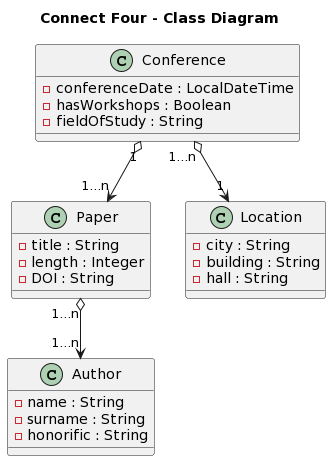 Connect Four - Class Diagram
C Conference
conferenceDate : LocalDateTime
hasWorkshops : Boolean
fieldOfStudy : String
1
1...n
1...n
1
C Paper
title : String
length : Integer
DOI : String
C Location
city : String
building : String
hall : String
1...n
1...n
C Author
name : String
surname : String
honorific : String